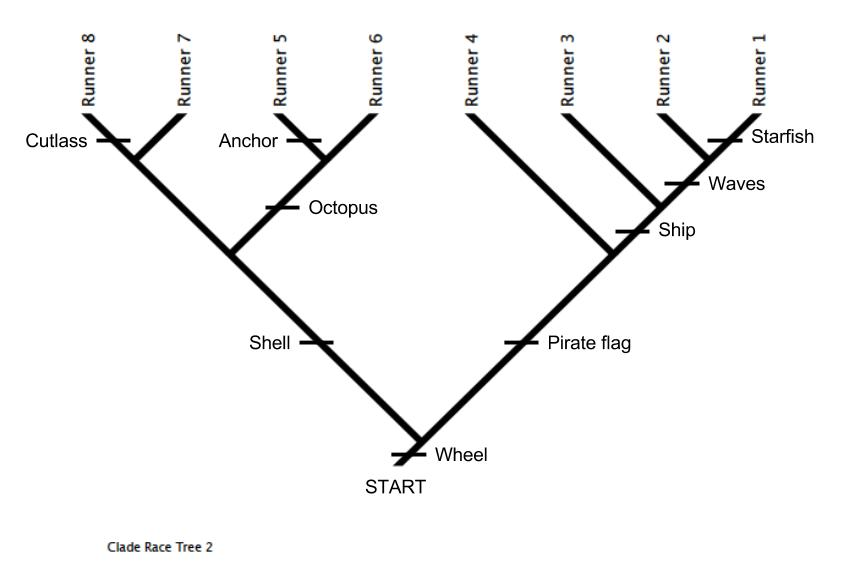 Runner 8
Runner 7
Runner 5
Runner 6
Runner 4
Runner 3
Runner 2
Runner 1
Cutlass
Anchor
Starfish
Waves
Octopus
Ship
Shell
Pirate flag
Wheel
START
Clade Race Tree 2